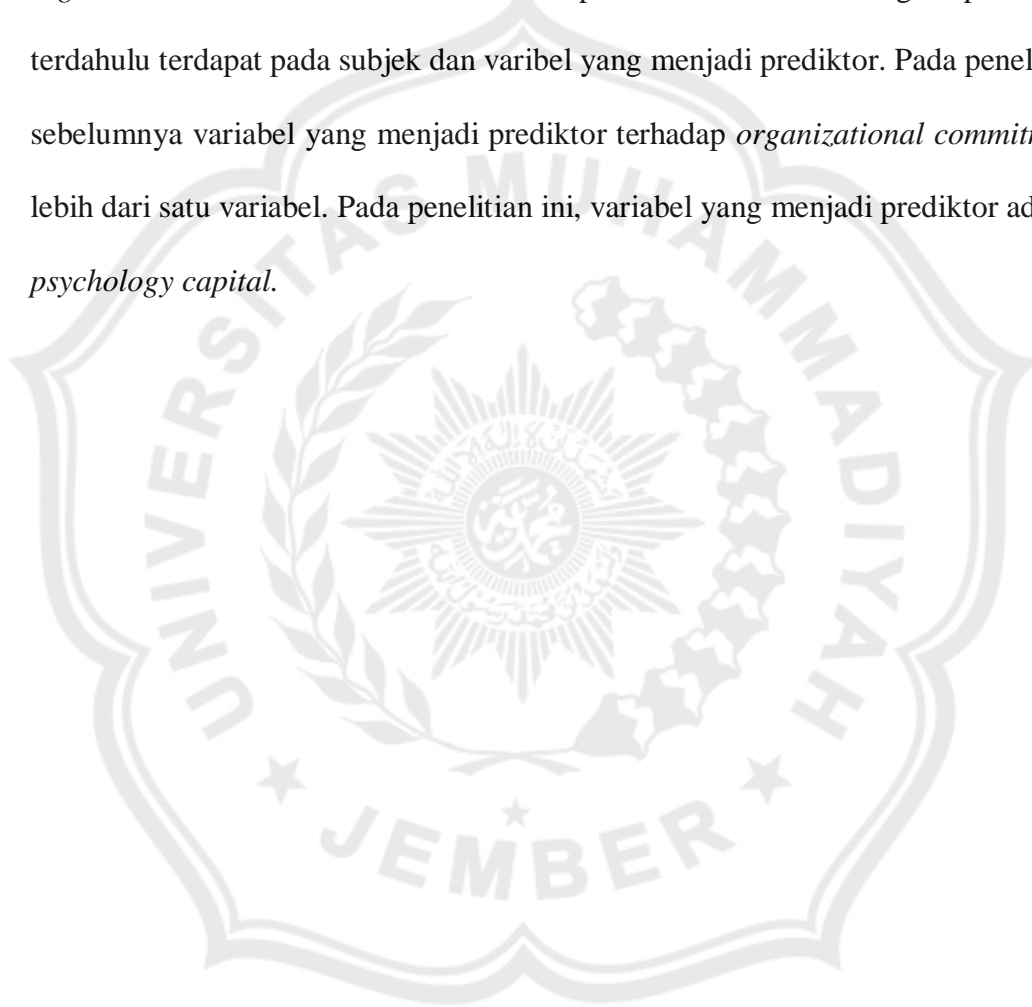 terdahulu terdapat pada subjek dan varibel yang menjadi prediktor. Pada penel
sebelumnya variabel yang menjadi prediktor terhadap organizational commit
lebih dari satu variabel. Pada penelitian ini, variabel yang menjadi prediktor ad
psychology capital.
UNIVERSITAS MUHAMMADIYAH
★ JEMBER ★